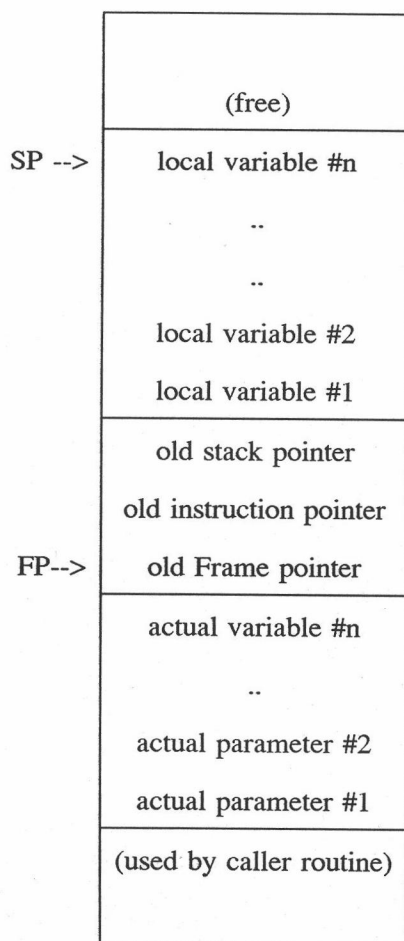 (free)
SP --> local variable #n
..
..
local variable #2
local variable #1
old stack pointer
old instruction pointer
FP--> old Frame pointer
actual variable #n
..
actual parameter #2
actual parameter #1
(used by caller routine)